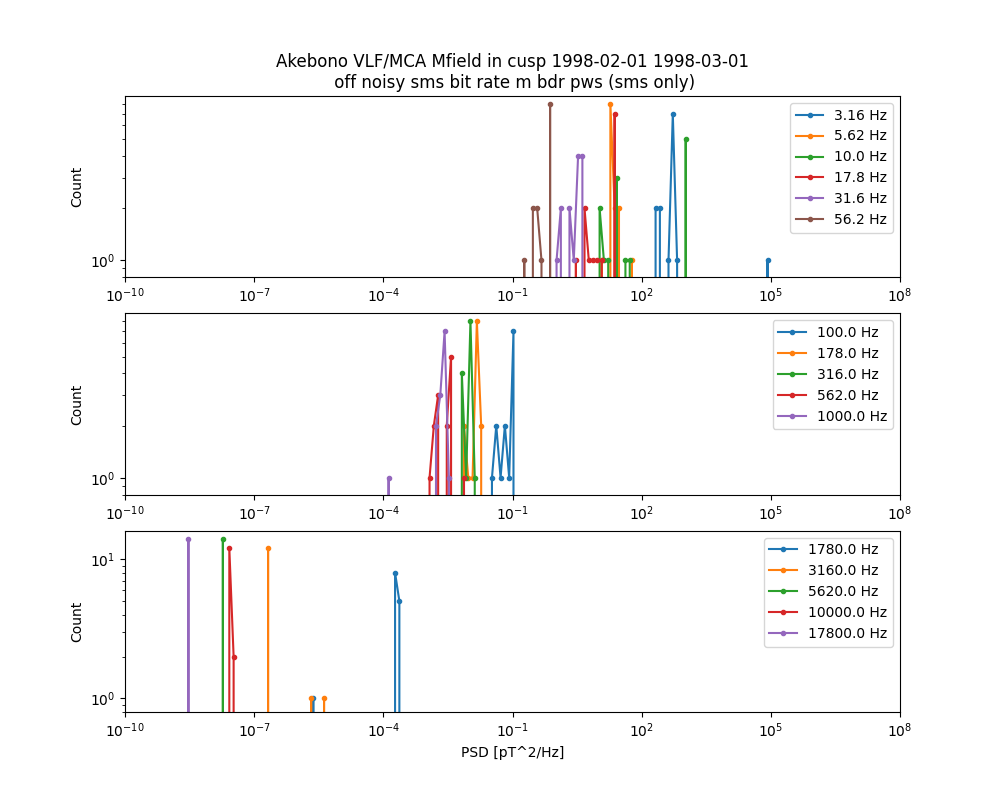 Akebono VLF/MCA Mfield in cusp 1998-02-01 1998-03-01
off noisy sms bit rate m bdr pws (sms only)
Count
10^0
10^-10 10^-7 10^-4 10^-1 10^2 10^5 10^8
3.16 Hz
5.62 Hz
10.0 Hz
17.8 Hz
31.6 Hz
56.2 Hz
Count
10^0
10^-10 10^-7 10^-4 10^-1 10^2 10^5 10^8
100.0 Hz
178.0 Hz
316.0 Hz
562.0 Hz
1000.0 Hz
Count
10^1
10^0
10^-10 10^-7 10^-4 10^-1 10^2 10^5 10^8
1780.0 Hz
3160.0 Hz
5620.0 Hz
10000.0 Hz
17800.0 Hz
PSD [pT^2/Hz]